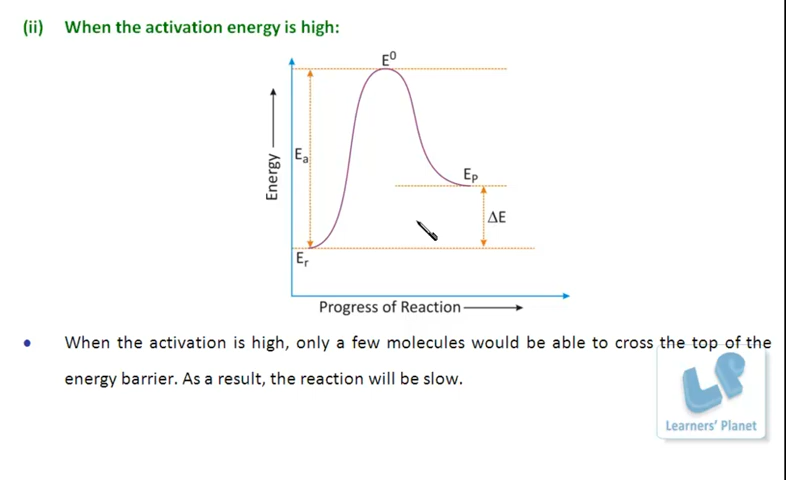 (ii) When the activation energy is high:
E⁰
Eₐ
Energy
Eₚ
ΔE
Eᵣ
Progress of Reaction
• When the activation is high, only a few molecules would be able to cross the top of the
energy barrier. As a result, the reaction will be slow.
LP
Learners' Planet